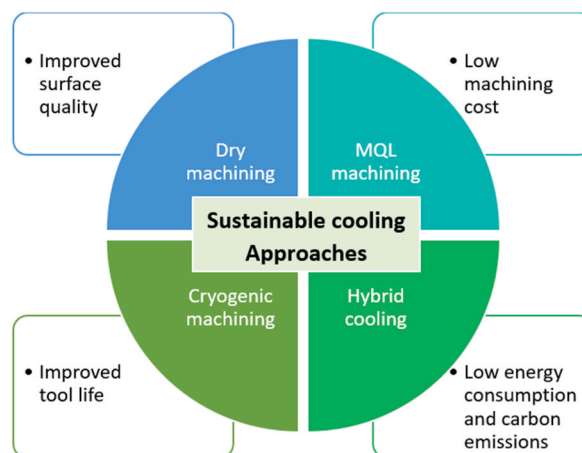 • Improved
surface
quality
• Low
machining
cost
Dry
machining
MQL
machining
Sustainable cooling
Approaches
Cryogenic
machining
Hybrid
cooling
• Improved
tool life
• Low energy
consumption
and carbon
emissions